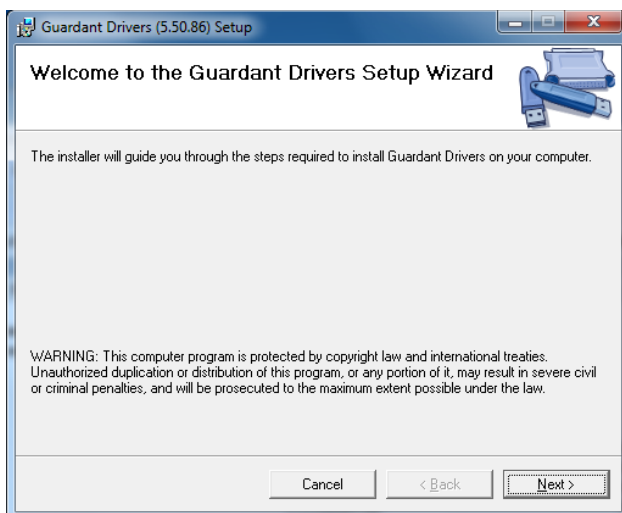 Guardant Drivers (5.50.86) Setup
Welcome to the Guardant Drivers Setup Wizard
The installer will guide you through the steps required to install Guardant Drivers on your computer.
WARNING: This computer program is protected by copyright law and international treaties.
Unauthorized duplication or distribution of this program, or any portion of it, may result in severe civil
or criminal penalties, and will be prosecuted to the maximum extent possible under the law.
Cancel < Back Next >